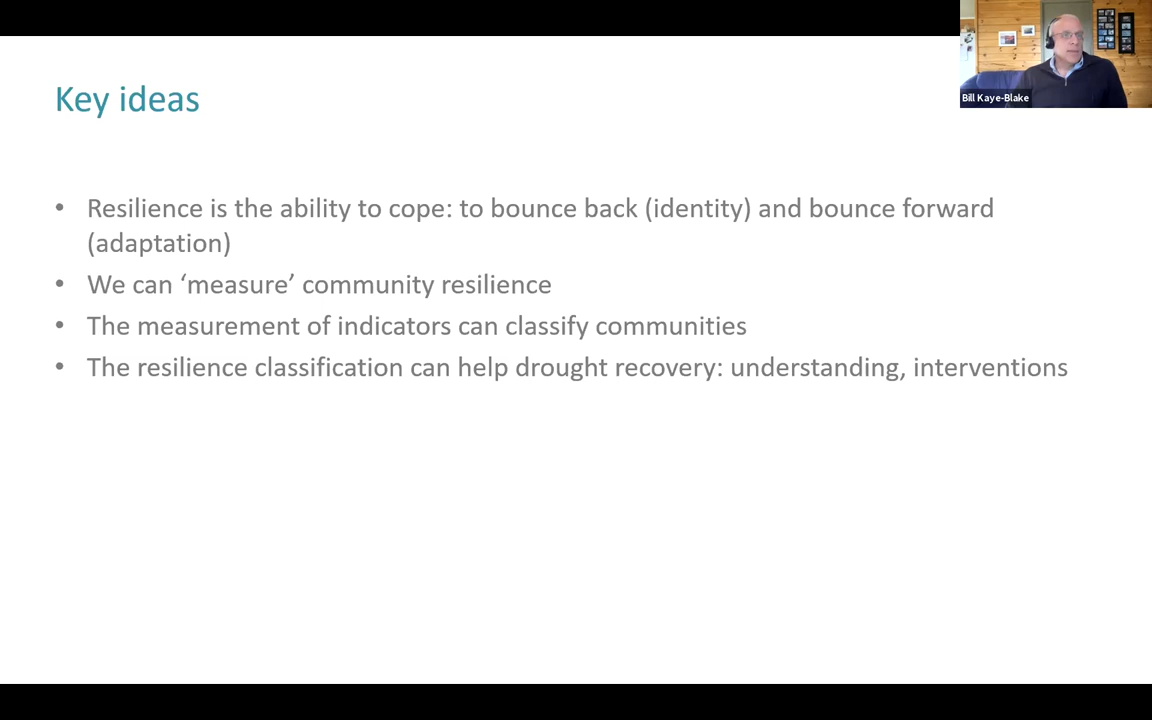 Key ideas
• Resilience is the ability to cope: to bounce back (identity) and bounce forward
(adaptation)
• We can ‘measure’ community resilience
• The measurement of indicators can classify communities
• The resilience classification can help drought recovery: understanding, interventions
Bill Kaye-Blake